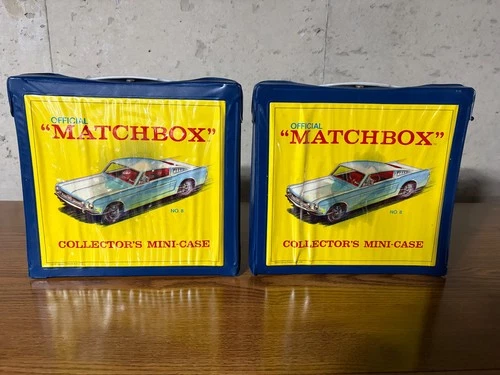 OFFICIAL
"MATCHBOX"
NO. 8
COLLECTOR'S MINI-CASE
OFFICIAL
"MATCHBOX"
NO. 8
COLLECTOR'S MINI-CASE